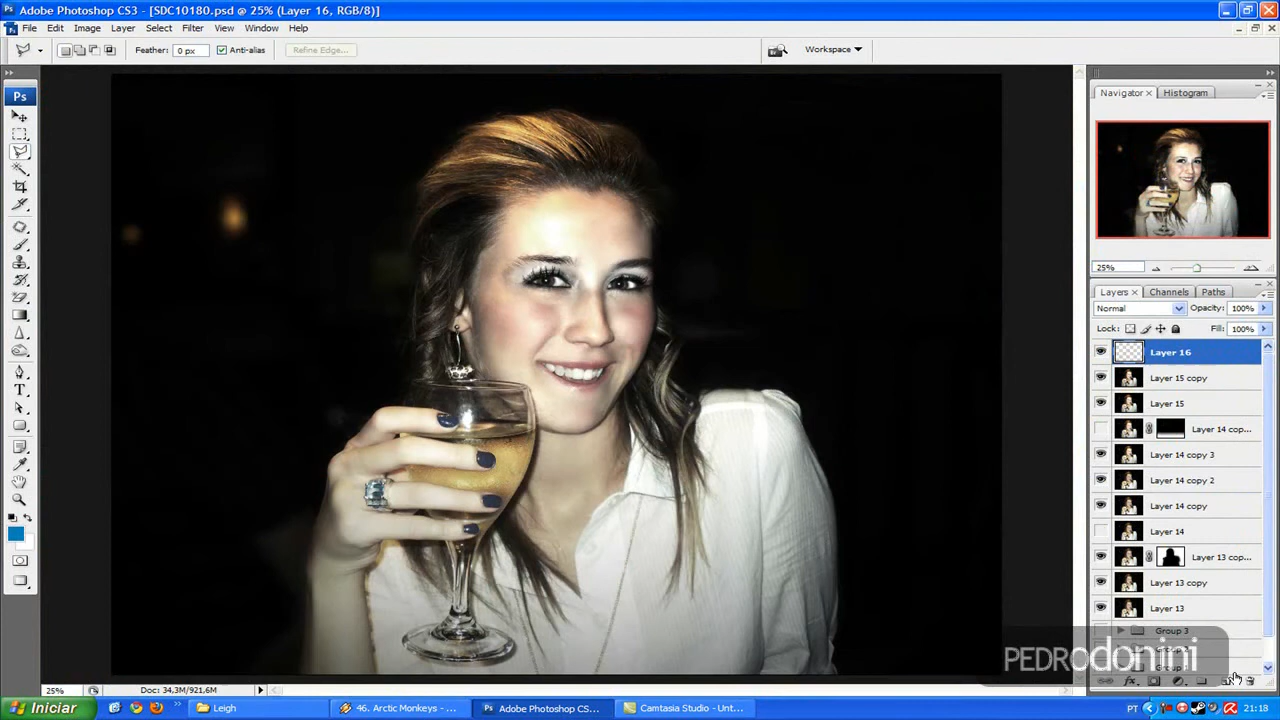 Adobe Photoshop CS3 - [SDC10180.psd @ 25% (Layer 16, RGB/8)]
File Edit Image Layer Select Filter View Window Help
Feather: 0 px Anti-alias Refine Edge... Workspace
Ps
Navigator Histogram
25%
Layers Channels Paths
Normal Opacity: 100%
Lock: Fill: 100%
Layer 16
Layer 15 copy
Layer 15
Layer 14 cop...
Layer 14 copy 3
Layer 14 copy 2
Layer 14 copy
Layer 14
Layer 13 cop...
Layer 13 copy
Layer 13
Group 3
PEDROdonini
25% Doc: 34,3M/921,6M
Iniciar Leigh 46. Arctic Monkeys - ... Adobe Photoshop CS... Camtasia Studio - Unt... PT 21:18